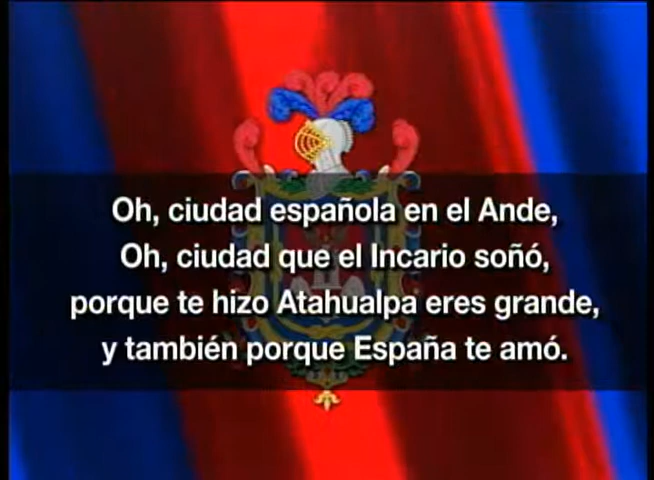 Oh, ciudad española en el Ande,
Oh, ciudad que el Incario soñó,
porque te hizo Atahualpa eres grande,
y también porque España te amó.